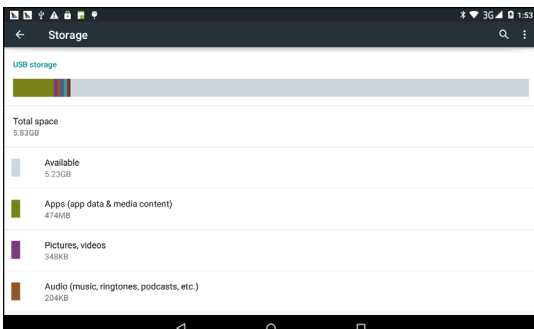 3G 1:53
Storage
USB storage
Total space
5.83GB
Available
5.23GB
Apps (app data & media content)
474MB
Pictures, videos
348KB
Audio (music, ringtones, podcasts, etc.)
204KB